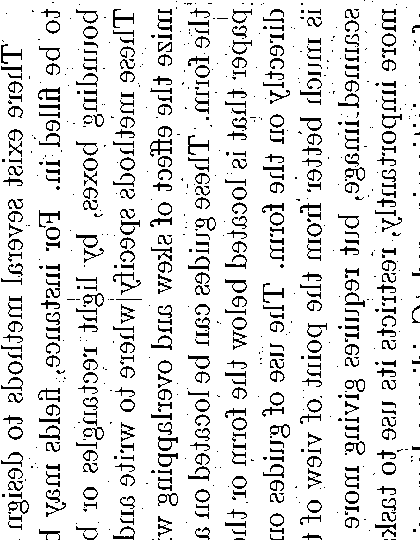 There exist several methods to design
to be filled in. For instance, fields may b
bounding boxes, by light rectangles or b
These methods specify where to write and
mize the effect of skew and overlapping w
the form. These guides can be located on a
paper that is located below the form or the
directly on the form. The use of guides on
is much better from the point of view of t
scanned image, but requires giving more
more importantly, restricts its use to task